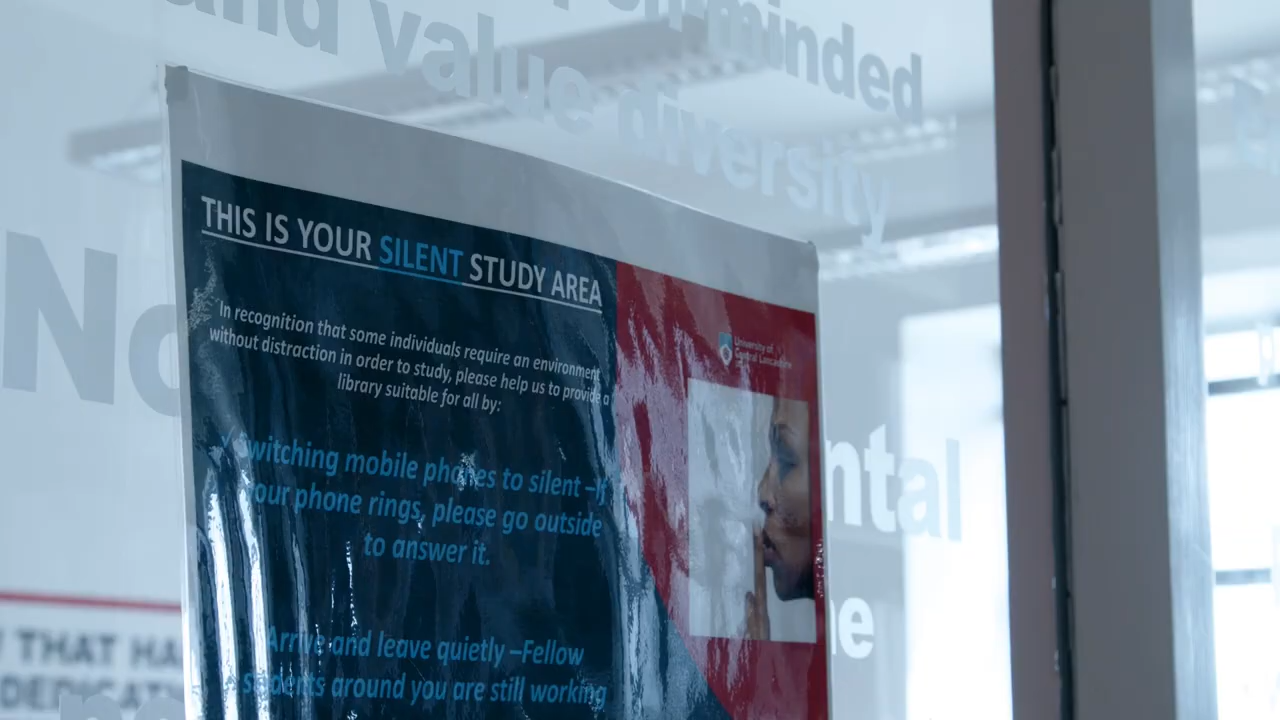 minded
and value diversity
No
THIS IS YOUR SILENT STUDY AREA
In recognition that some individuals require an environment
without distraction in order to study, please help us to provide a
library suitable for all by:
University of
Central Lancashire
✓ Switching mobile phones to silent –If
your phone rings, please go outside
to answer it.
Arrive and leave quietly –Fellow
students around you are still working
ntal
ne
THAT HA
DEDICAT